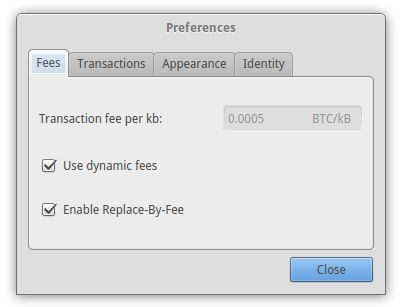 Preferences
Fees Transactions Appearance Identity
Transaction fee per kb: 0.0005 BTC/kB
Use dynamic fees
Enable Replace-By-Fee
Close